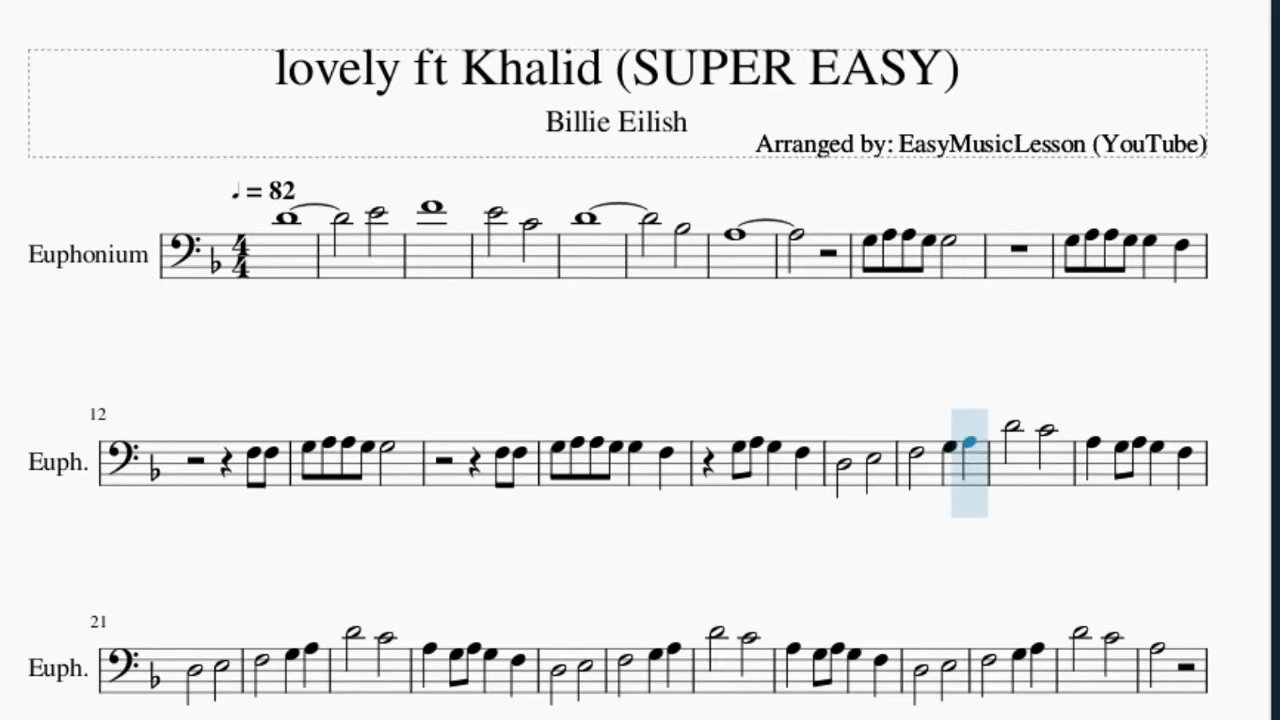 lovely ft Khalid (SUPER EASY)
Billie Eilish
Arranged by: EasyMusicLesson (YouTube)
♩ = 82
Euphonium
4
4
12
Euph.
21
Euph.